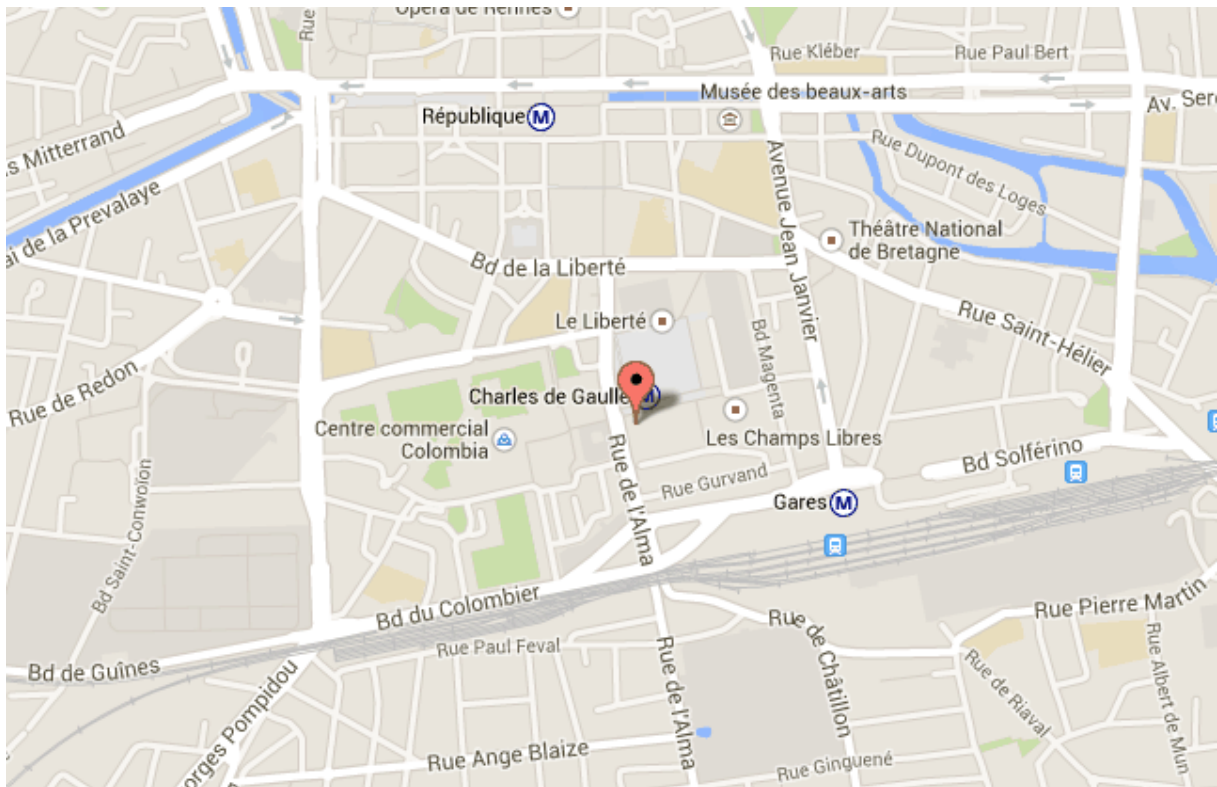 Opéra de Rennes
Rue
Rue Kléber
Rue Paul Bert
Musée des beaux-arts
République M
Av. Serg
s Mitterrand
Rue Dupont des Loges
ai de la Prevalaye
Avenue Jean Janvier
Théâtre National
de Bretagne
Bd de la Liberté
Le Liberté
Bd Magenta
Rue Saint-Hélier
Rue de Redon
Charles de Gaulle M
Centre commercial
Colombia
Les Champs Libres
Rue de l'Alma
Rue Gurvand
Bd Solférino
Gares M
Bd Saint-Conwoïon
Bd du Colombier
Rue Pierre Martin
Rue Paul Feval
Rue de Châtillon
Bd de Guînes
Rue de l'Alma
Rue de Riaval
Rue Albert de Mun
orges Pompidou
Rue Ange Blaize
Rue Ginguené